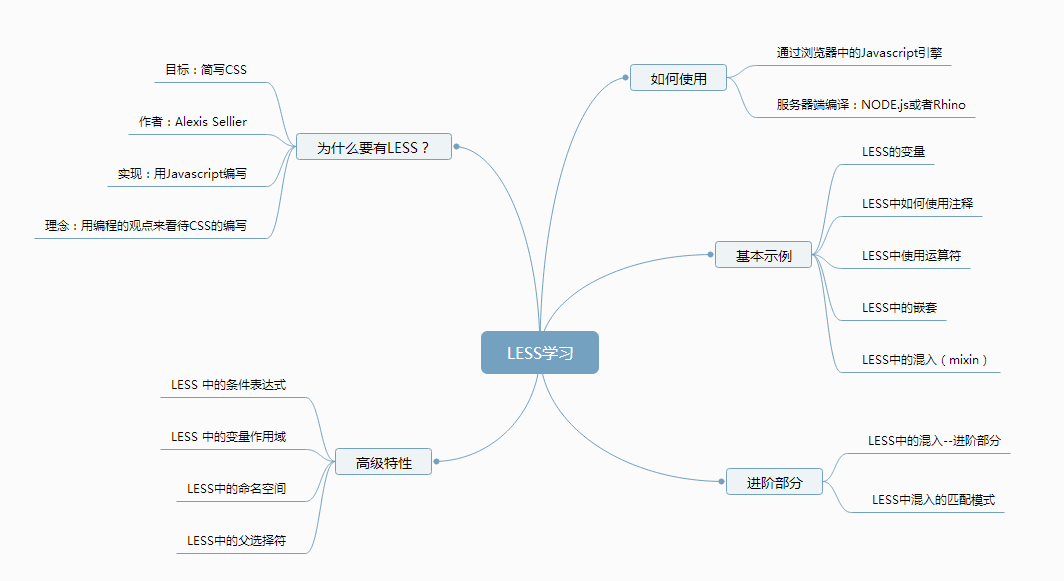 LESS学习
为什么要有LESS？
目标：简写CSS
作者：Alexis Sellier
实现：用Javascript编写
理念：用编程的观点来看待CSS的编写
如何使用
通过浏览器中的Javascript引擎
服务器端编译：NODE.js或者Rhino
基本示例
LESS的变量
LESS中如何使用注释
LESS中使用运算符
LESS中的嵌套
LESS中的混入（mixin）
进阶部分
LESS中的混入--进阶部分
LESS中混入的匹配模式
高级特性
LESS 中的条件表达式
LESS 中的变量作用域
LESS中的命名空间
LESS中的父选择符